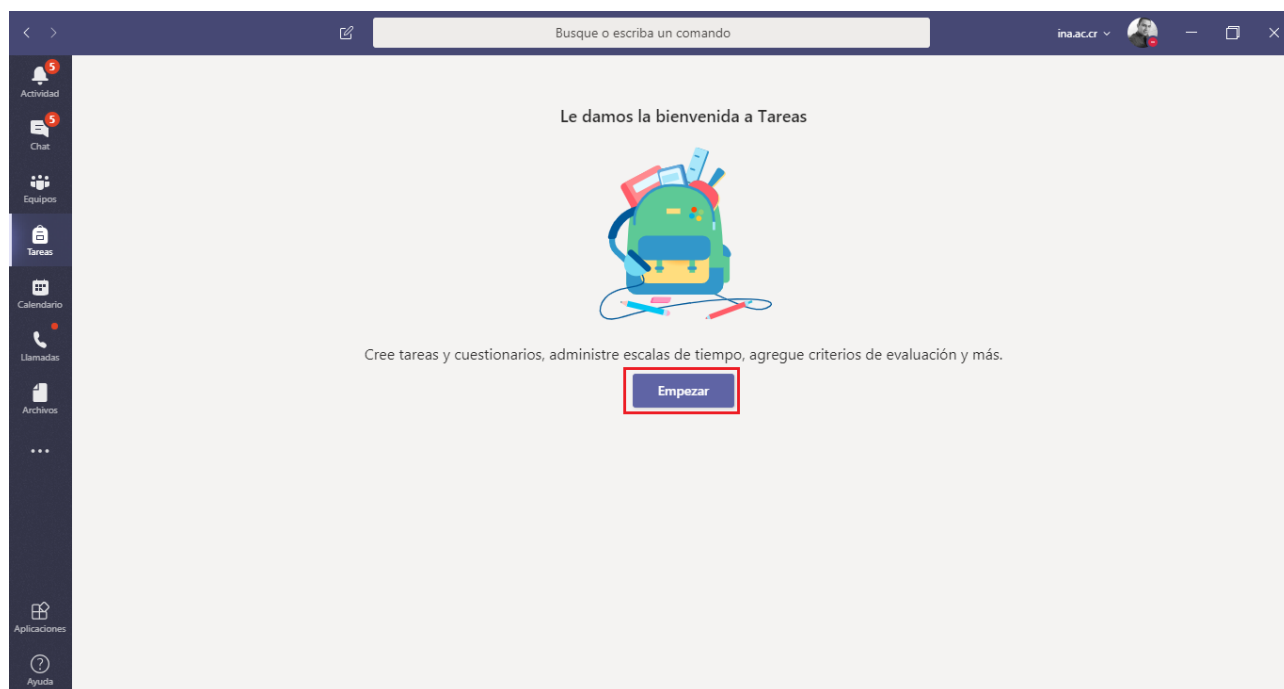 Busque o escriba un comando
ina.ac.cr
5
Actividad
5
Chat
Equipos
Tareas
Calendario
Llamadas
Archivos
Aplicaciones
Ayuda
Le damos la bienvenida a Tareas
Cree tareas y cuestionarios, administre escalas de tiempo, agregue criterios de evaluación y más.
Empezar